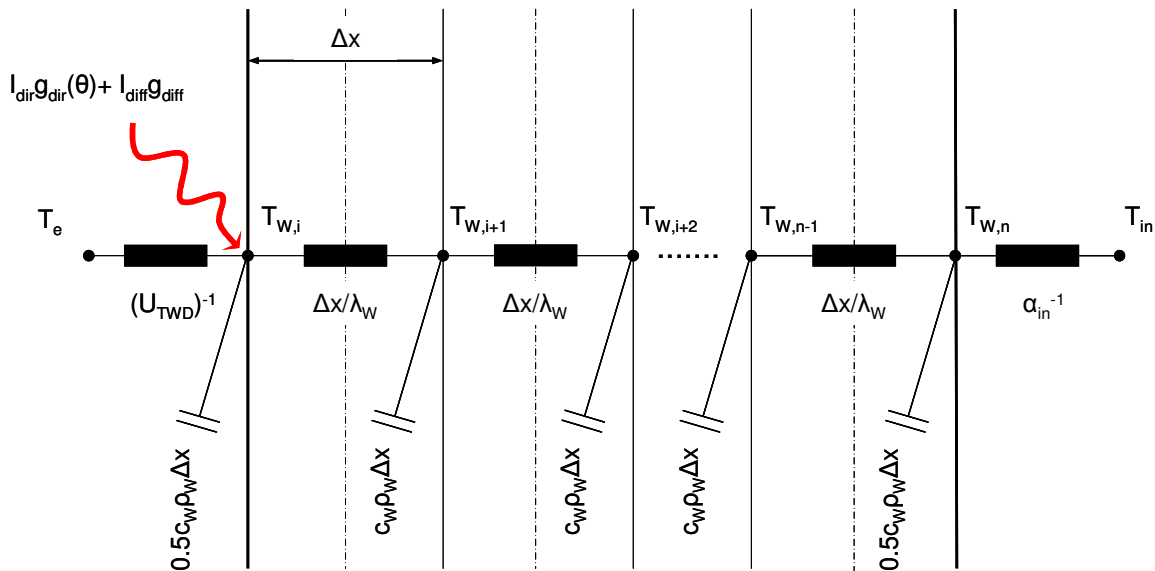 Δx
I_dir g_dir(θ)+ I_diff g_diff
T_e
T_W,i
T_W,i+1
T_W,i+2
T_W,n-1
T_W,n
T_in
.......
(U_TWD)⁻¹
Δx/λ_W
Δx/λ_W
Δx/λ_W
α_in⁻¹
0.5c_Wρ_WΔx
c_Wρ_WΔx
c_Wρ_WΔx
c_Wρ_WΔx
0.5c_Wρ_WΔx